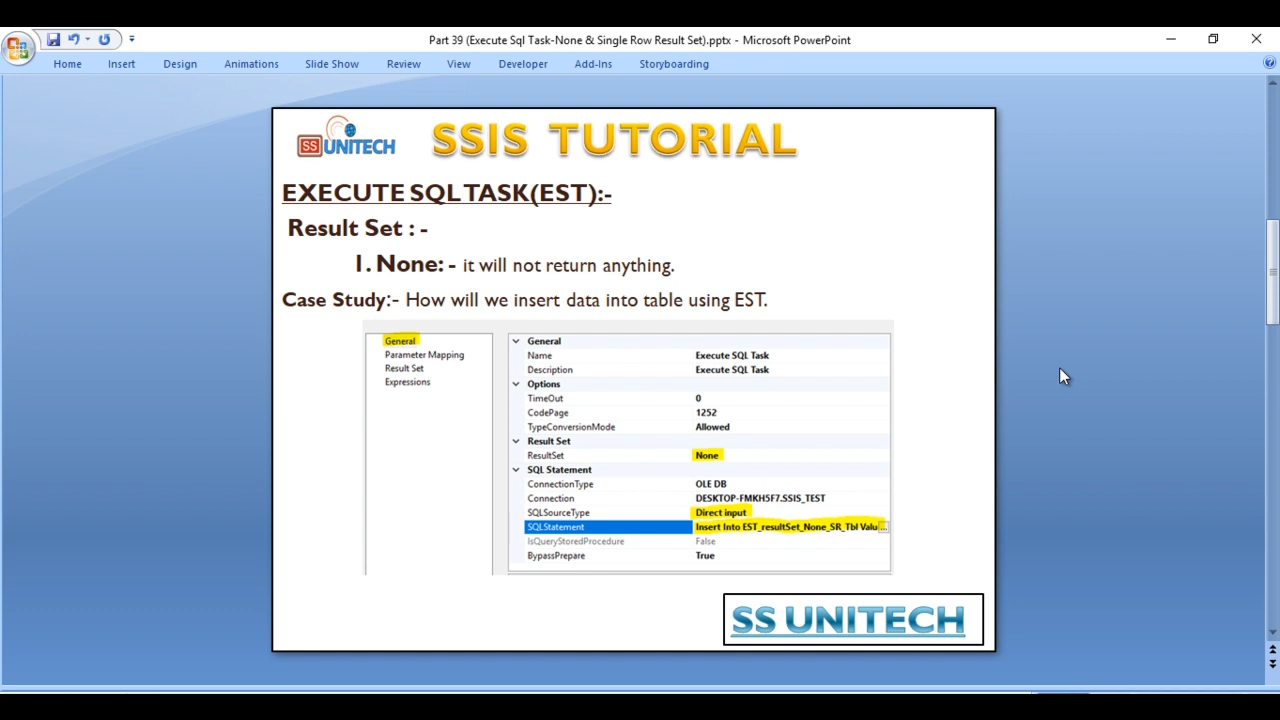 Part 39 (Execute Sql Task-None & Single Row Result Set).pptx - Microsoft PowerPoint
Home Insert Design Animations Slide Show Review View Developer Add-Ins Storyboarding
SS UNITECH SSIS TUTORIAL
EXECUTE SQL TASK(EST):-
Result Set : -
1. None: - it will not return anything.
Case Study:- How will we insert data into table using EST.
General
Parameter Mapping
Result Set
Expressions
General
Name Execute SQL Task
Description Execute SQL Task
Options
TimeOut 0
CodePage 1252
TypeConversionMode Allowed
Result Set
ResultSet None
SQL Statement
ConnectionType OLE DB
Connection DESKTOP-FMKH5F7.SSIS_TEST
SQLSourceType Direct input
SQLStatement Insert Into EST_resultSet_None_SR_Tbl Valu ...
IsQueryStoredProcedure False
BypassPrepare True
SS UNITECH